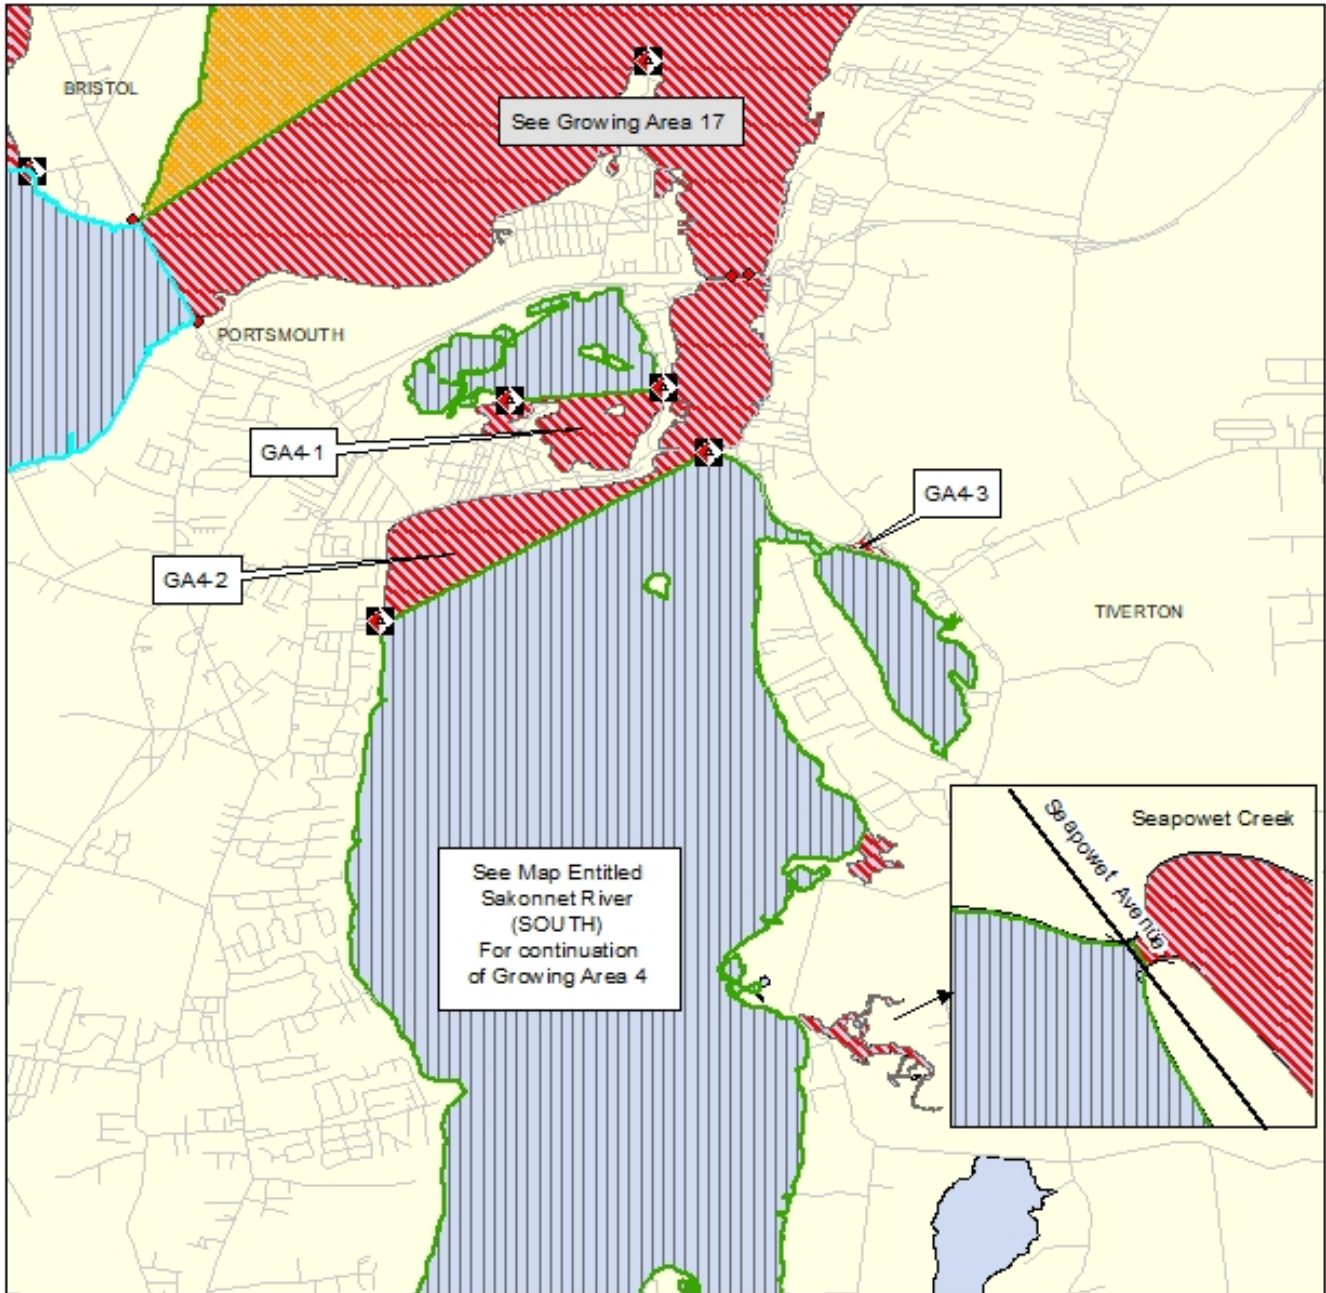 BRISTOL
See Growing Area 17
PORTSMOUTH
GA4-1
GA4-3
GA4-2
TIVERTON
Seapowet Creek
Seapowet Avenue
See Map Entitled
Sakonnet River
(SOUTH)
For continuation
of Growing Area 4